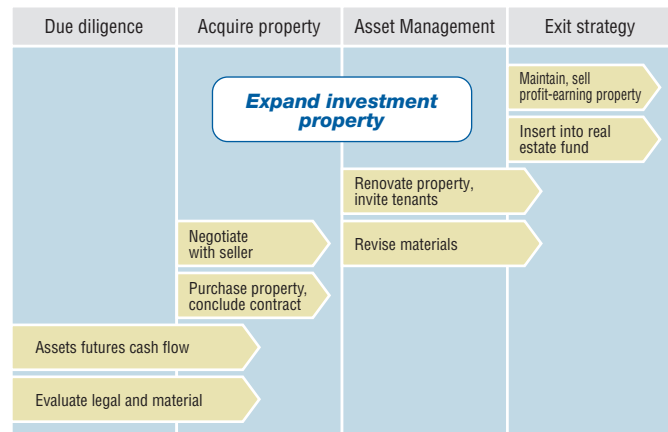 Due diligence
Acquire property
Asset Management
Exit strategy
Expand investment
property
Maintain, sell
profit-earning property
Insert into real
estate fund
Renovate property,
invite tenants
Negotiate
with seller
Revise materials
Purchase property,
conclude contract
Assets futures cash flow
Evaluate legal and material